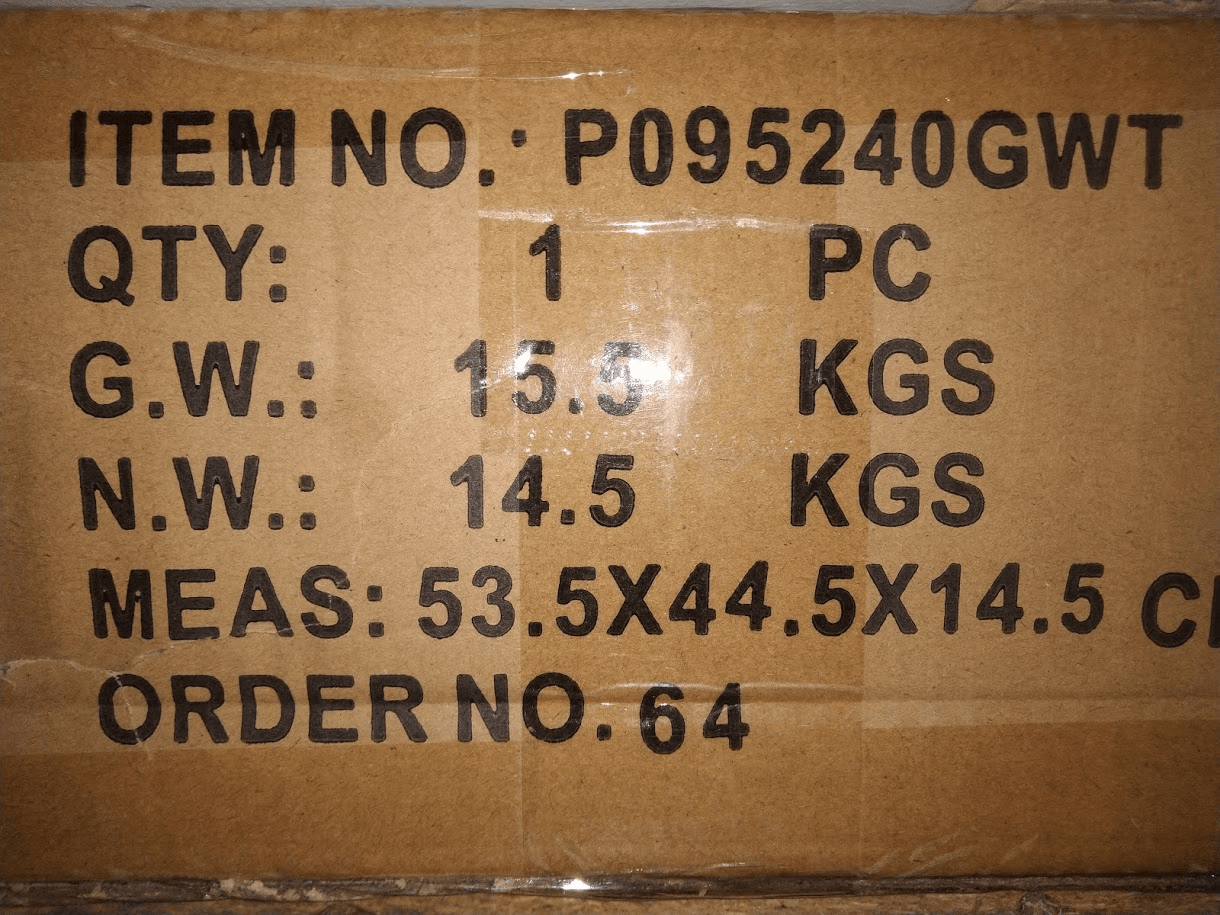 ITEM NO.: P095240GWT
QTY: 1 PC
G.W.: 15.5 KGS
N.W.: 14.5 KGS
MEAS: 53.5X44.5X14.5
ORDER NO. 64